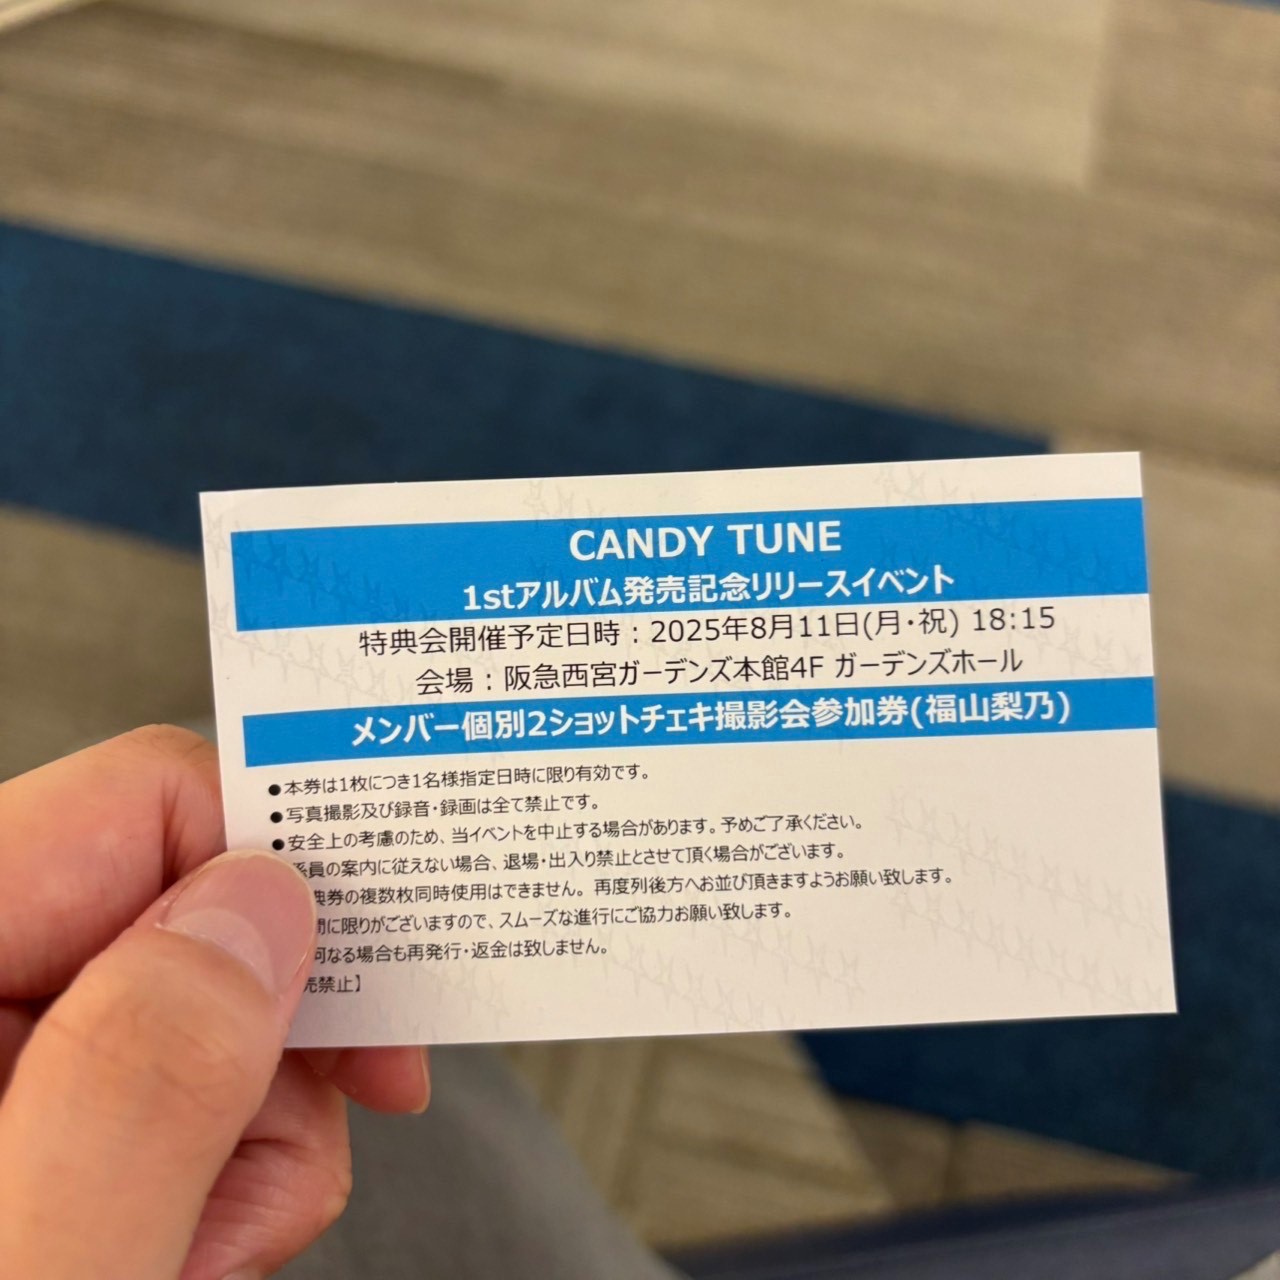 CANDY TUNE
1stアルバム発売記念リリースイベント
特典会開催予定日時：2025年8月11日(月・祝) 18:15
会場：阪急西宮ガーデンズ本館4F ガーデンズホール
メンバー個別2ショットチェキ撮影会参加券(福山梨乃)
●本券は1枚につき1名様指定日時に限り有効です。
●写真撮影及び録音・録画は全て禁止です。
●安全上の考慮のため、当イベントを中止する場合があります。予めご了承ください。
係員の案内に従えない場合、退場・出入り禁止とさせて頂く場合がございます。
典券の複数枚同時使用はできません。再度列後方へお並び頂きますようお願い致します。
間に限りがございますので、スムーズな進行にご協力お願い致します。
何なる場合も再発行・返金は致しません。
売禁止】